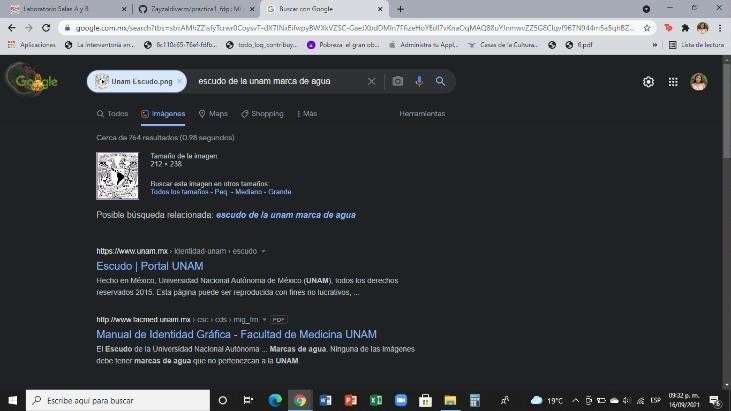 Laboratorio Salas A y B
Zayzaldivarm/practica1_fdp: Mi p
Buscar con Google
google.com.mx/search?tbs=sbi:
Aplicaciones
La Interventoría en...
6c110c65-76ef-fdfb...
todo_loq_contribuy...
Pobreza, el gran ob...
Administra tu Appl...
Casas de la Cultura...
6.pdf
Lista de lectura
Google
Unam Escudo.png
escudo de la unam marca de agua
Todos
Imágenes
Maps
Shopping
Más
Herramientas
Cerca de 764 resultados (0.98 segundos)
Tamaño de la imagen:
212 × 238
Buscar esta imagen en otros tamaños:
Todos los tamaños - Peq. - Mediano - Grande
Posible búsqueda relacionada: escudo de la unam marca de agua
https://www.unam.mx › identidad-unam › escudo
Escudo | Portal UNAM
Hecho en México, Universidad Nacional Autónoma de México (UNAM), todos los derechos
reservados 2015. Esta página puede ser reproducida con fines no lucrativos, ...
http://www.facmed.unam.mx › csc › cds › mig_fm PDF
Manual de Identidad Gráfica - Facultad de Medicina UNAM
El Escudo de la Universidad Nacional Autónoma ... Marcas de agua. Ninguna de las imágenes
debe tener marcas de agua que no pertenezcan a la UNAM.
Escribe aquí para buscar
19°C
ESP
09:32 p. m.
16/09/2021